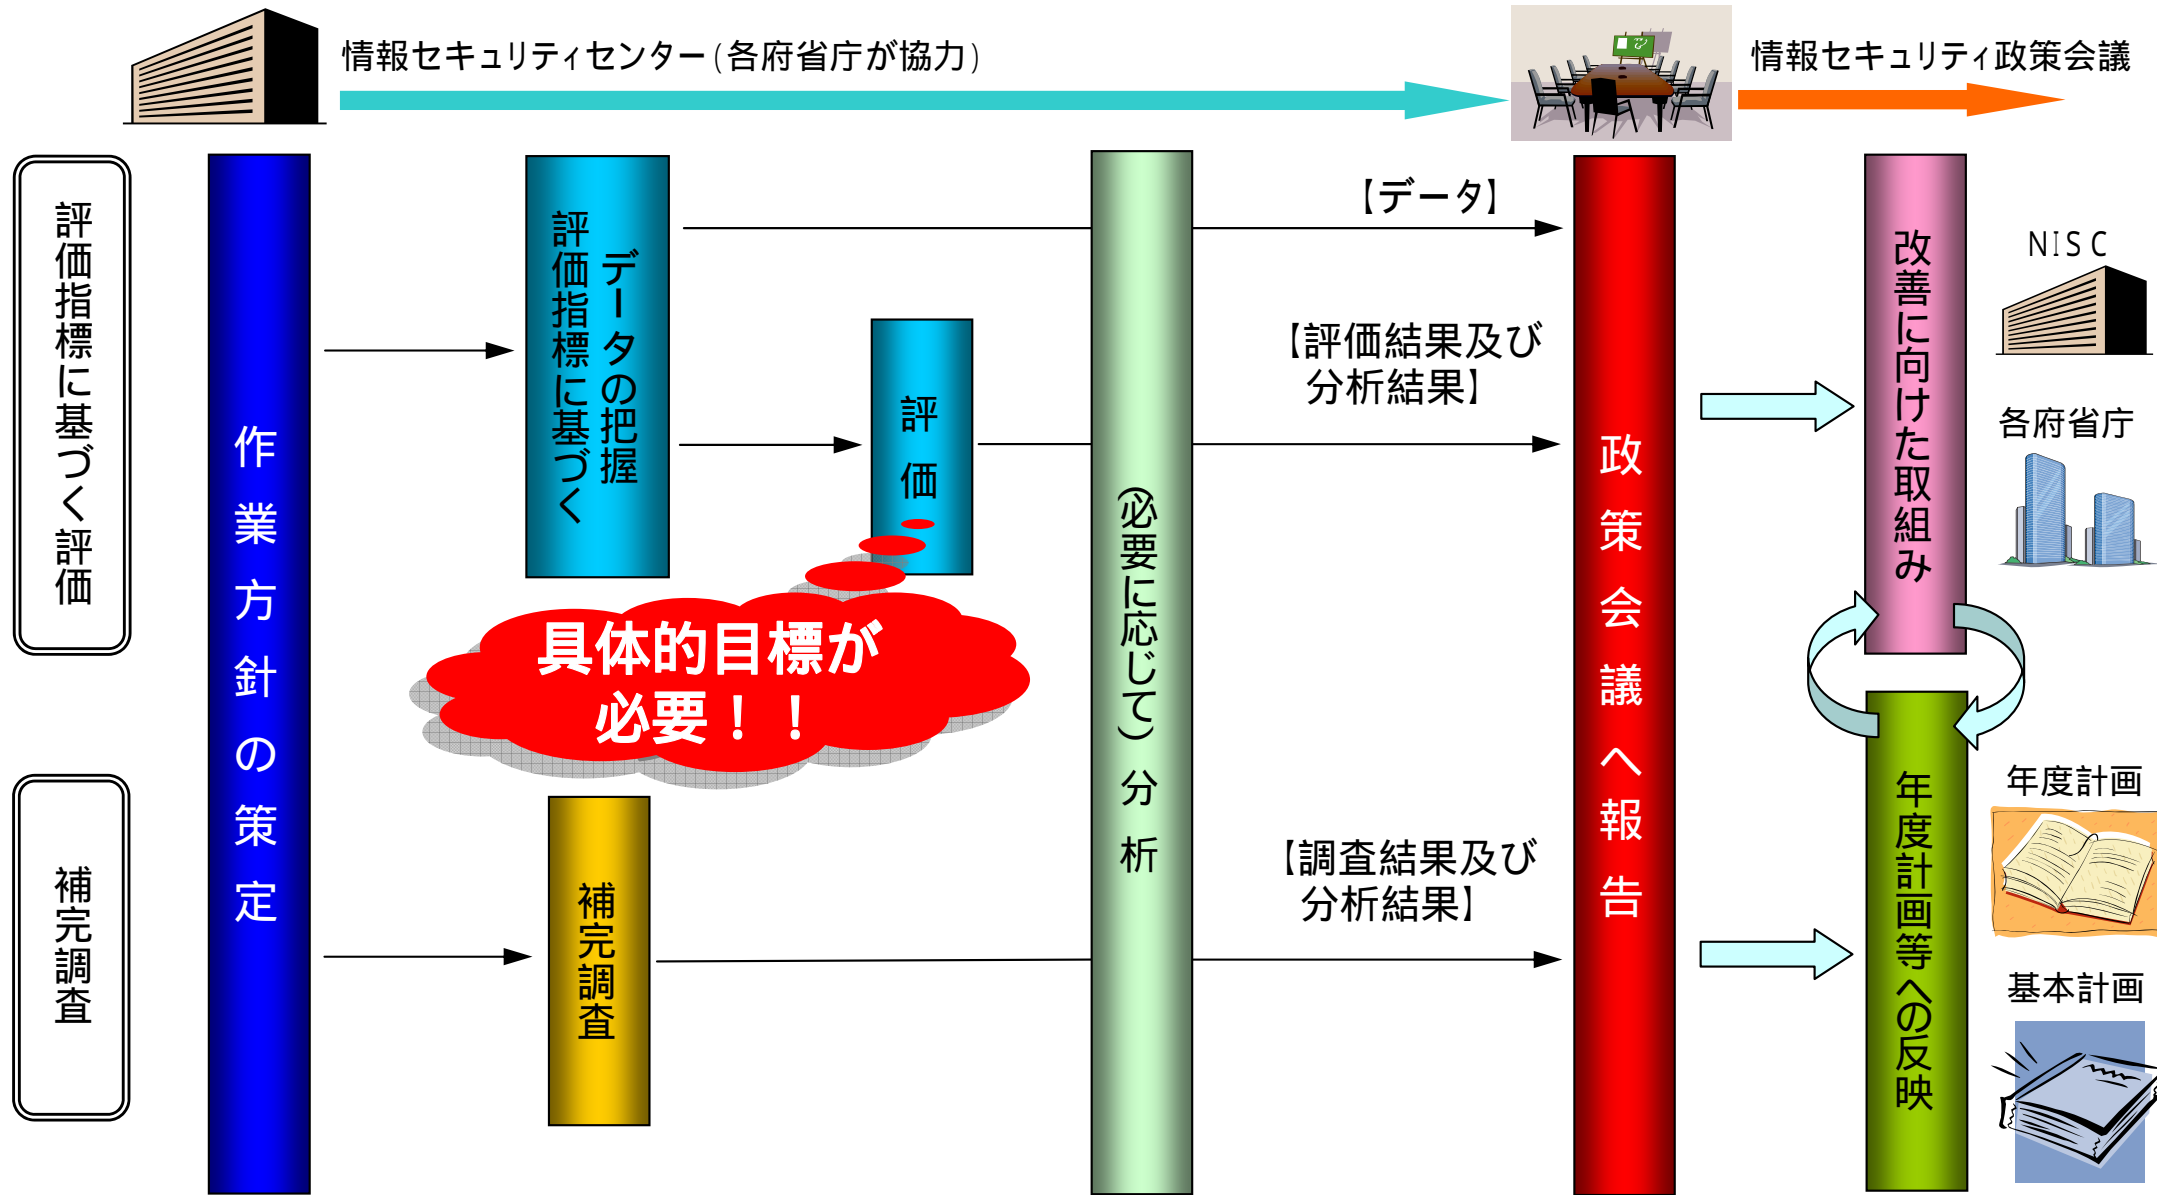 情報セキュリティセンター(各府省庁が協力)
情報セキュリティ政策会議
評価指標に基づく評価
補完調査
作業方針の策定
評価指標に基づく
データの把握
評価
具体的目標が
必要！！
補完調査
(必要に応じて)分析
【データ】
【評価結果及び
分析結果】
【調査結果及び
分析結果】
政策会議へ報告
改善に向けた取組み
年度計画等への反映
NISC
各府省庁
年度計画
基本計画